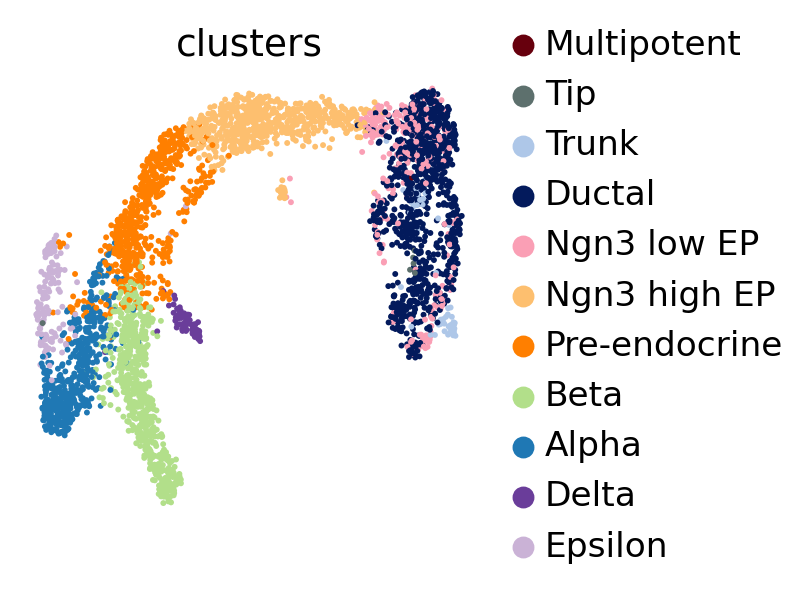 clusters
Multipotent
Tip
Trunk
Ductal
Ngn3 low EP
Ngn3 high EP
Pre-endocrine
Beta
Alpha
Delta
Epsilon